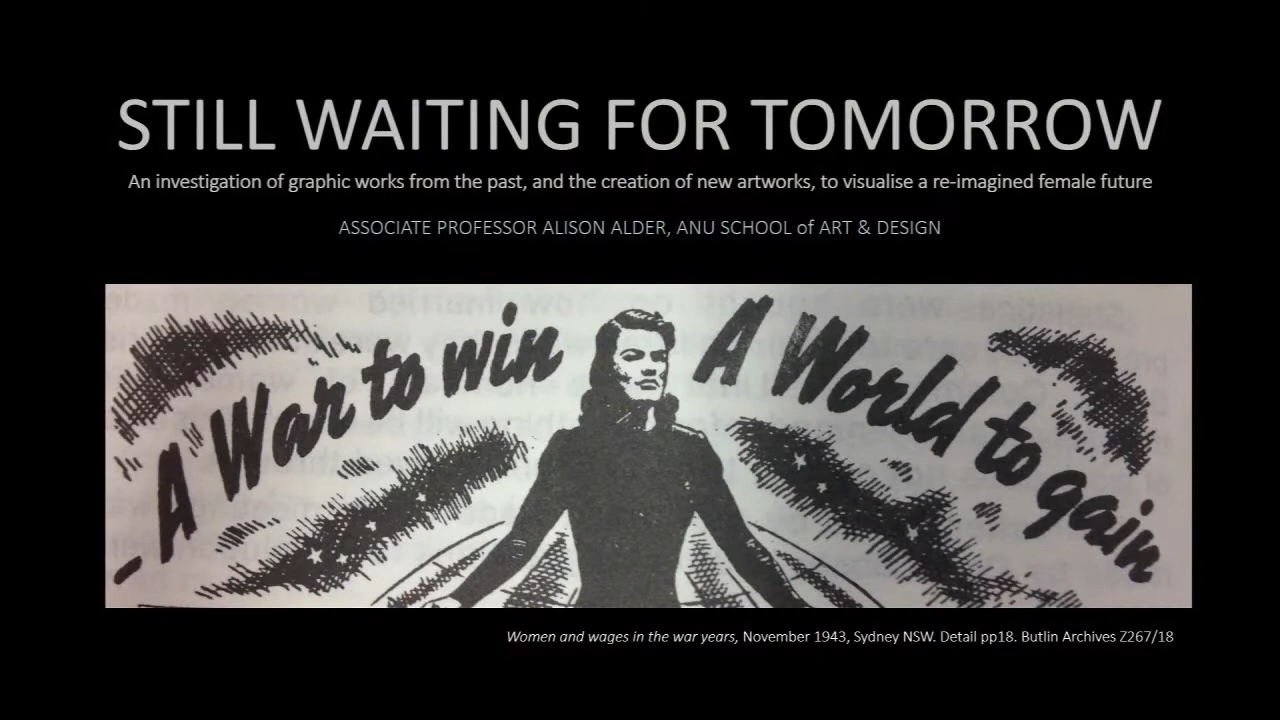 STILL WAITING FOR TOMORROW
An investigation of graphic works from the past, and the creation of new artworks, to visualise a re-imagined female future
ASSOCIATE PROFESSOR ALISON ALDER, ANU SCHOOL of ART & DESIGN
- A War to win
A World to gain
Women and wages in the war years, November 1943, Sydney NSW. Detail pp18. Butlin Archives Z267/18